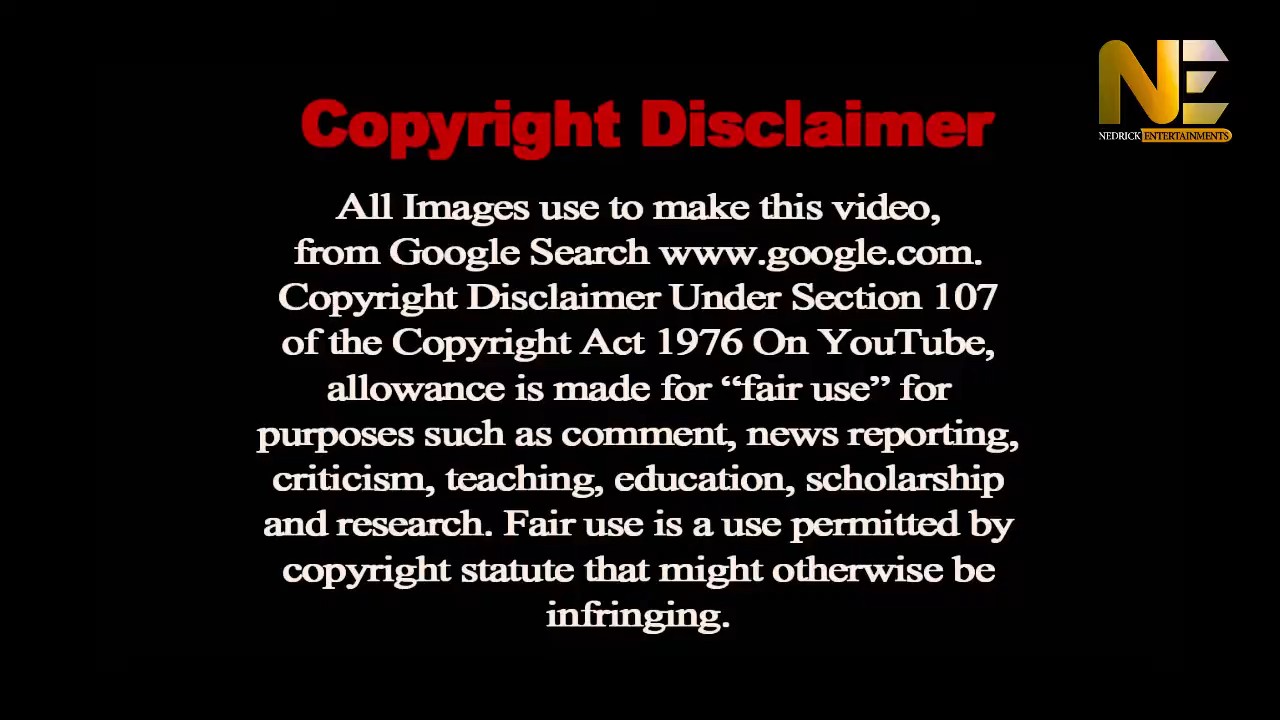 NE
NEDRICK ENTERTAINMENTS
Copyright Disclaimer
All Images use to make this video,
from Google Search www.google.com.
Copyright Disclaimer Under Section 107
of the Copyright Act 1976 On YouTube,
allowance is made for “fair use” for
purposes such as comment, news reporting,
criticism, teaching, education, scholarship
and research. Fair use is a use permitted by
copyright statute that might otherwise be
infringing.